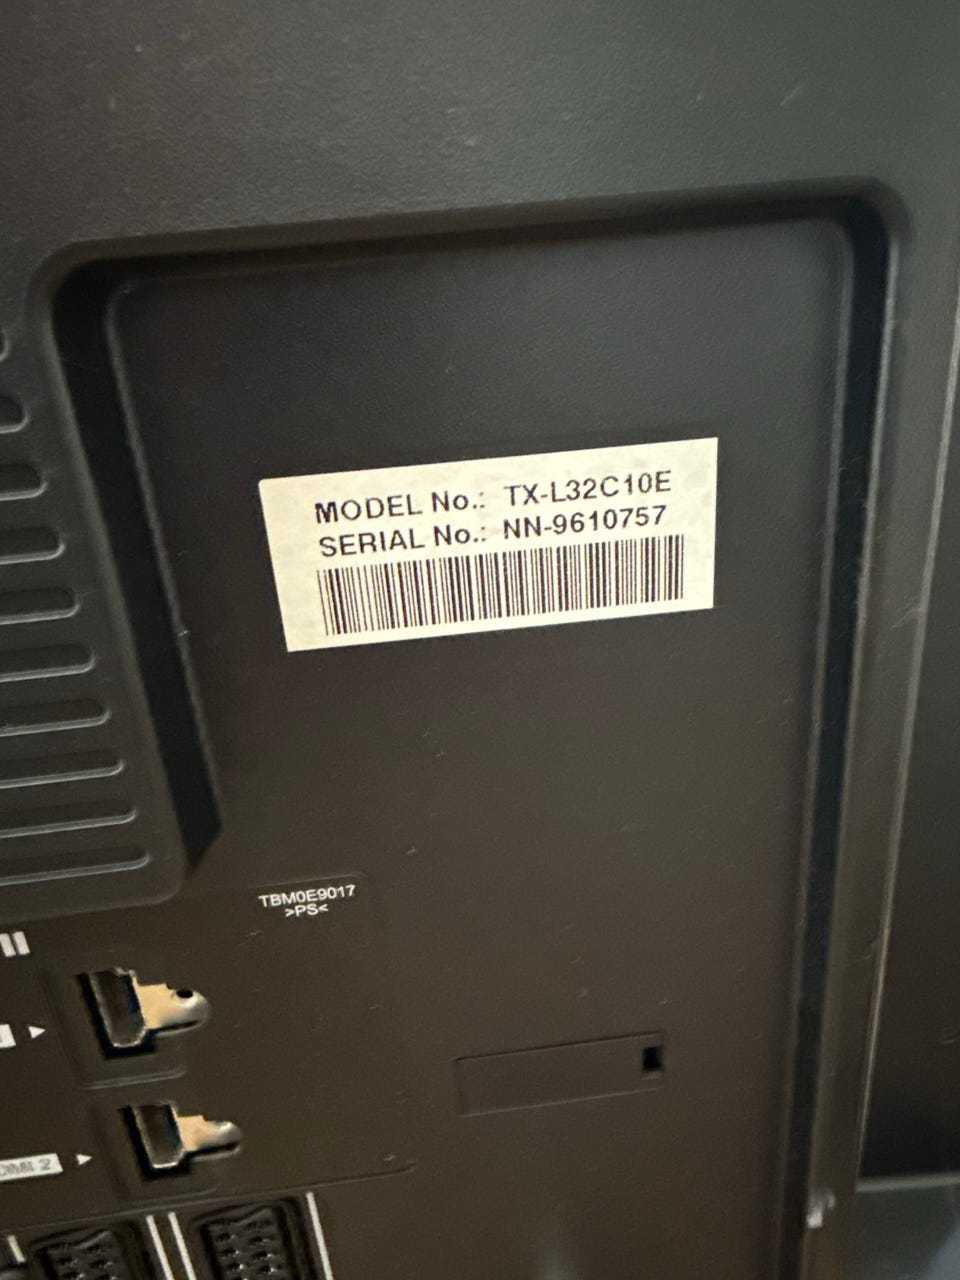 MODEL No.: TX-L32C10E
SERIAL No.: NN-9610757
TBM0E9017
>PS<